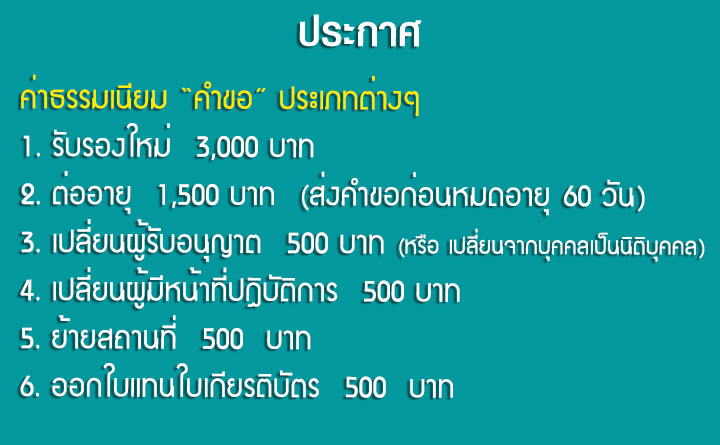 ประกาศ
ค่าธรรมเนียม “คำขอ” ประเภทต่างๆ
1. รับรองใหม่ 3,000 บาท
2. ต่ออายุ 1,500 บาท (ส่งคำขอก่อนหมดอายุ 60 วัน)
3. เปลี่ยนผู้รับอนุญาต 500 บาท (หรือ เปลี่ยนจากบุคคลเป็นนิติบุคคล)
4. เปลี่ยนผู้มีหน้าที่ปฏิบัติการ 500 บาท
5. ย้ายสถานที่ 500 บาท
6. ออกใบแทนใบเกียรติบัตร 500 บาท